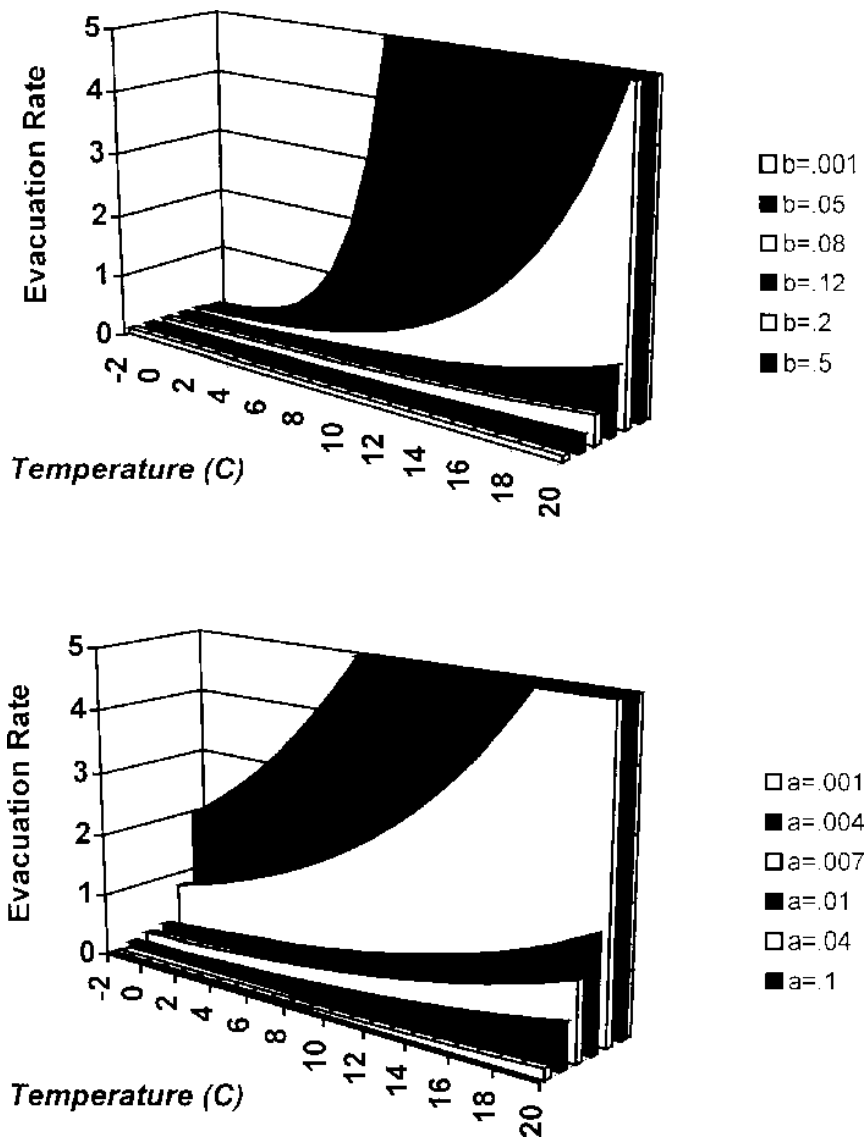 5
4
3
2
1
0
Evacuation Rate
-2
0
2
4
6
8
10
12
14
16
18
20
Temperature (C)
b=.001
b=.05
b=.08
b=.12
b=.2
b=.5
5
4
3
2
1
0
Evacuation Rate
-2
0
2
4
6
8
10
12
14
16
18
20
Temperature (C)
a=.001
a=.004
a=.007
a=.01
a=.04
a=.1